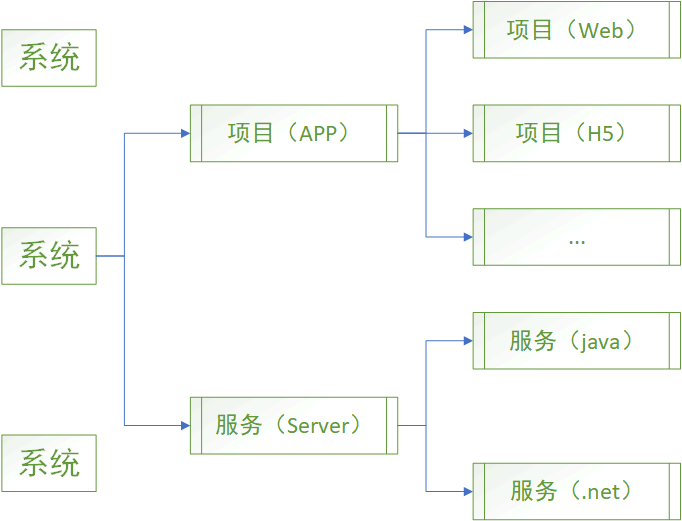 系统
项目（Web）
项目（APP）
项目（H5）
系统
...
服务（java）
服务（Server）
系统
服务（.net）